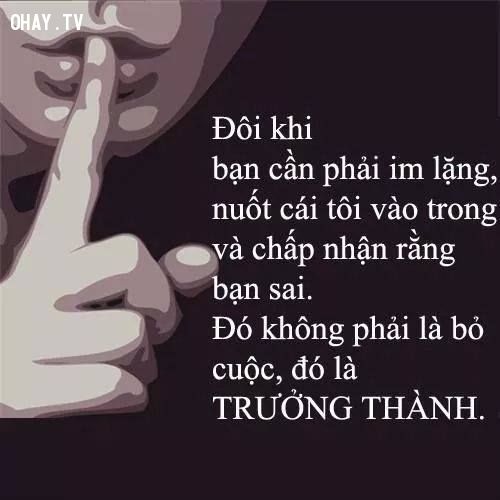 OHAY.TV
Đôi khi
bạn cần phải im lặng,
nuốt cái tôi vào trong
và chấp nhận rằng
bạn sai.
Đó không phải là bỏ
cuộc, đó là
TRƯỞNG THÀNH.